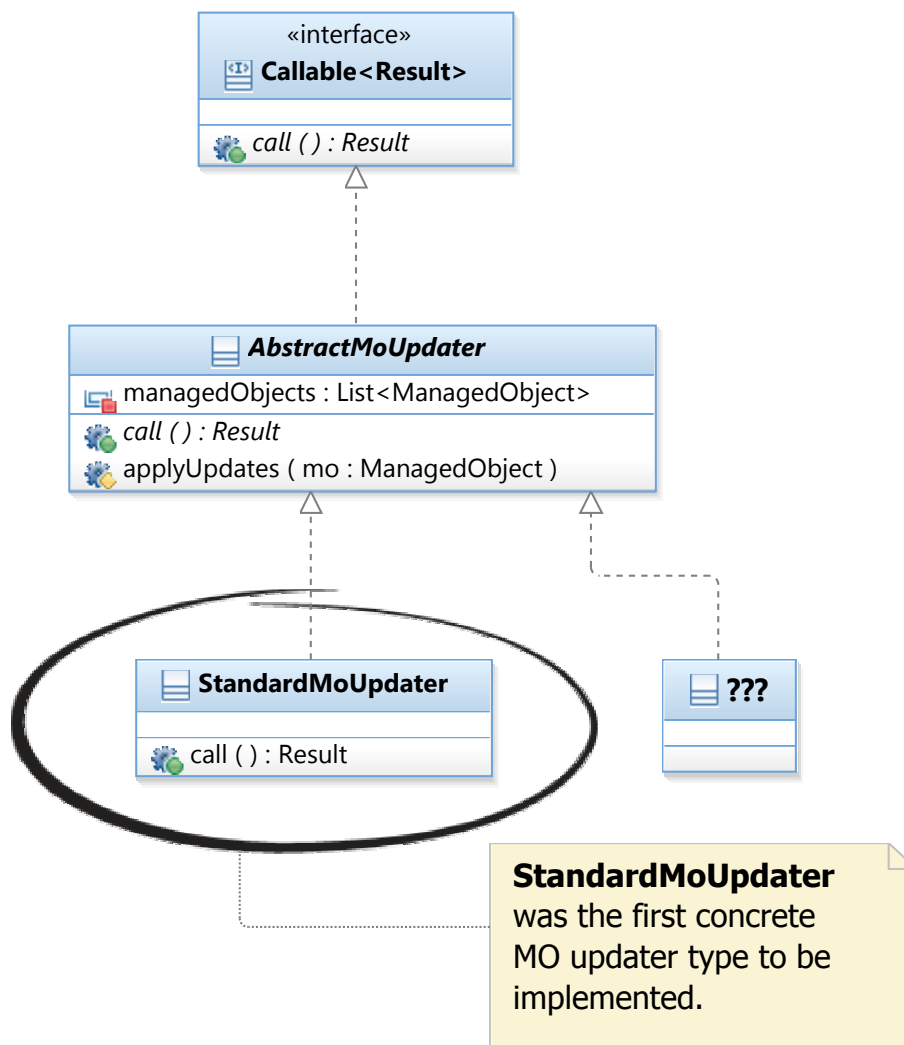 «interface»
Callable<Result>
call ( ) : Result
AbstractMoUpdater
managedObjects : List<ManagedObject>
call ( ) : Result
applyUpdates ( mo : ManagedObject )
StandardMoUpdater
call ( ) : Result
???
StandardMoUpdater
was the first concrete
MO updater type to be
implemented.